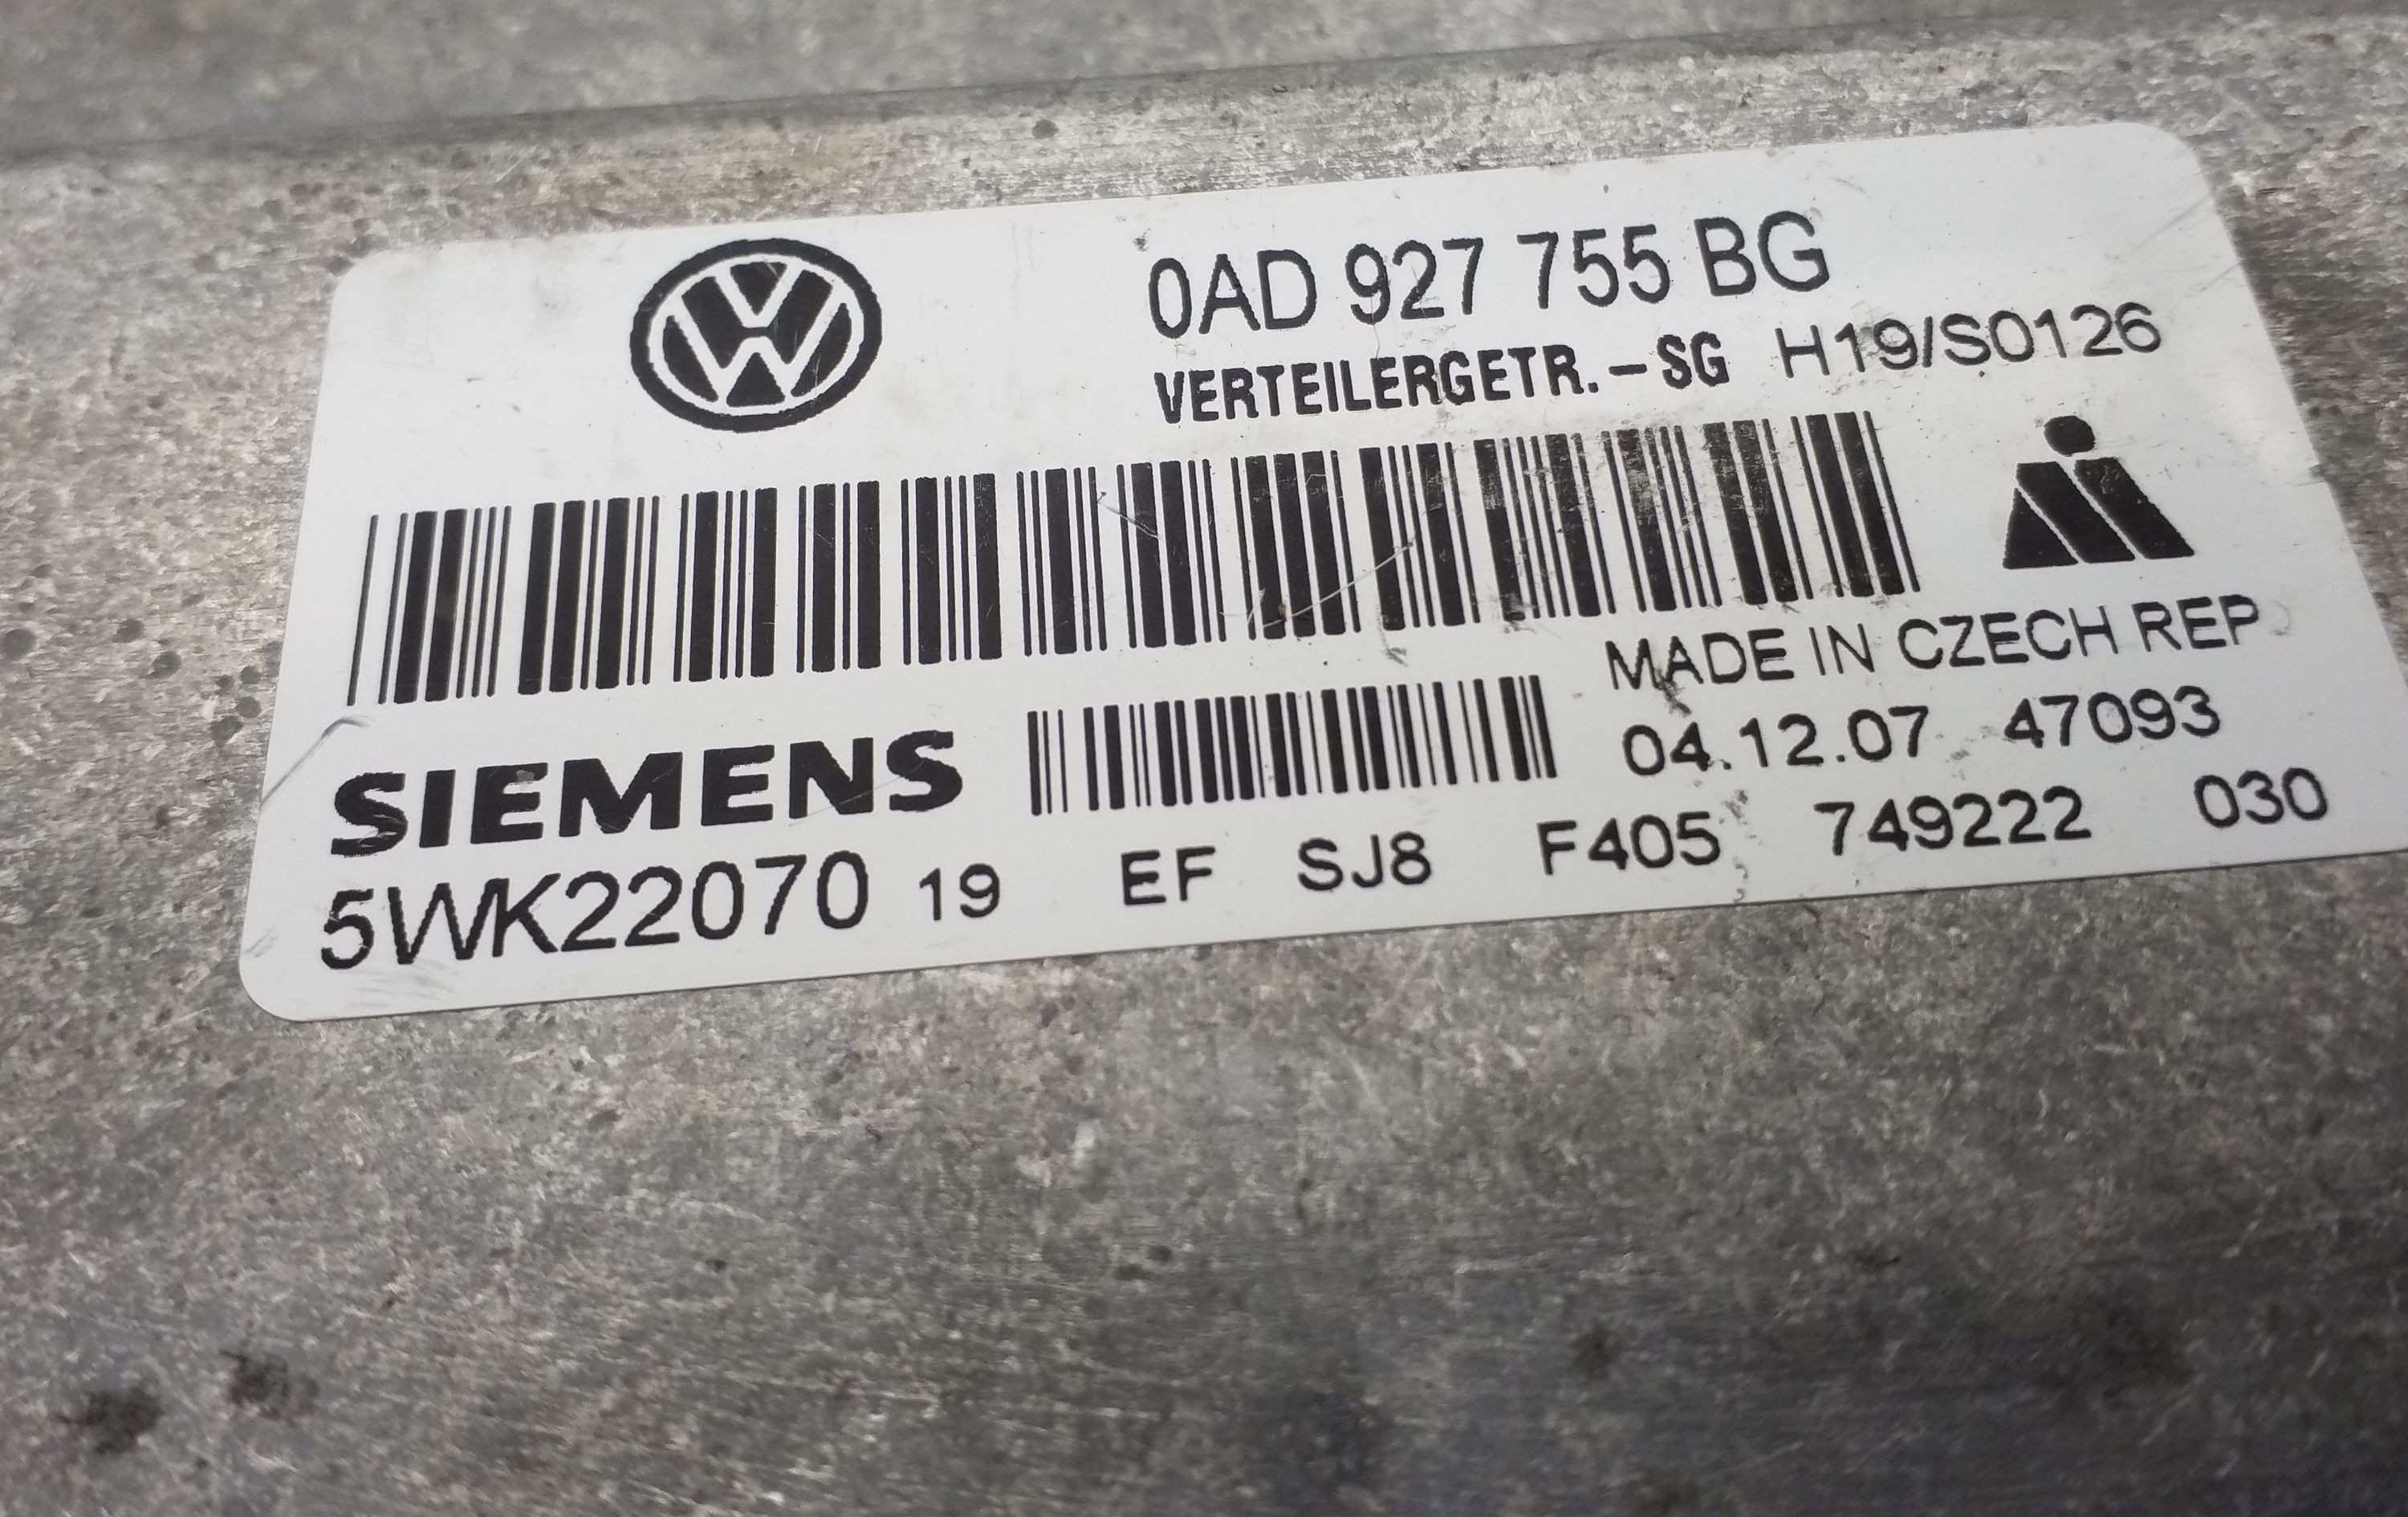 0AD 927 755 BG
VERTEILERGETR.-SG H19/S0126
MADE IN CZECH REP
SIEMENS 04.12.07 47093
5WK22070 19 EF SJ8 F405 749222 030